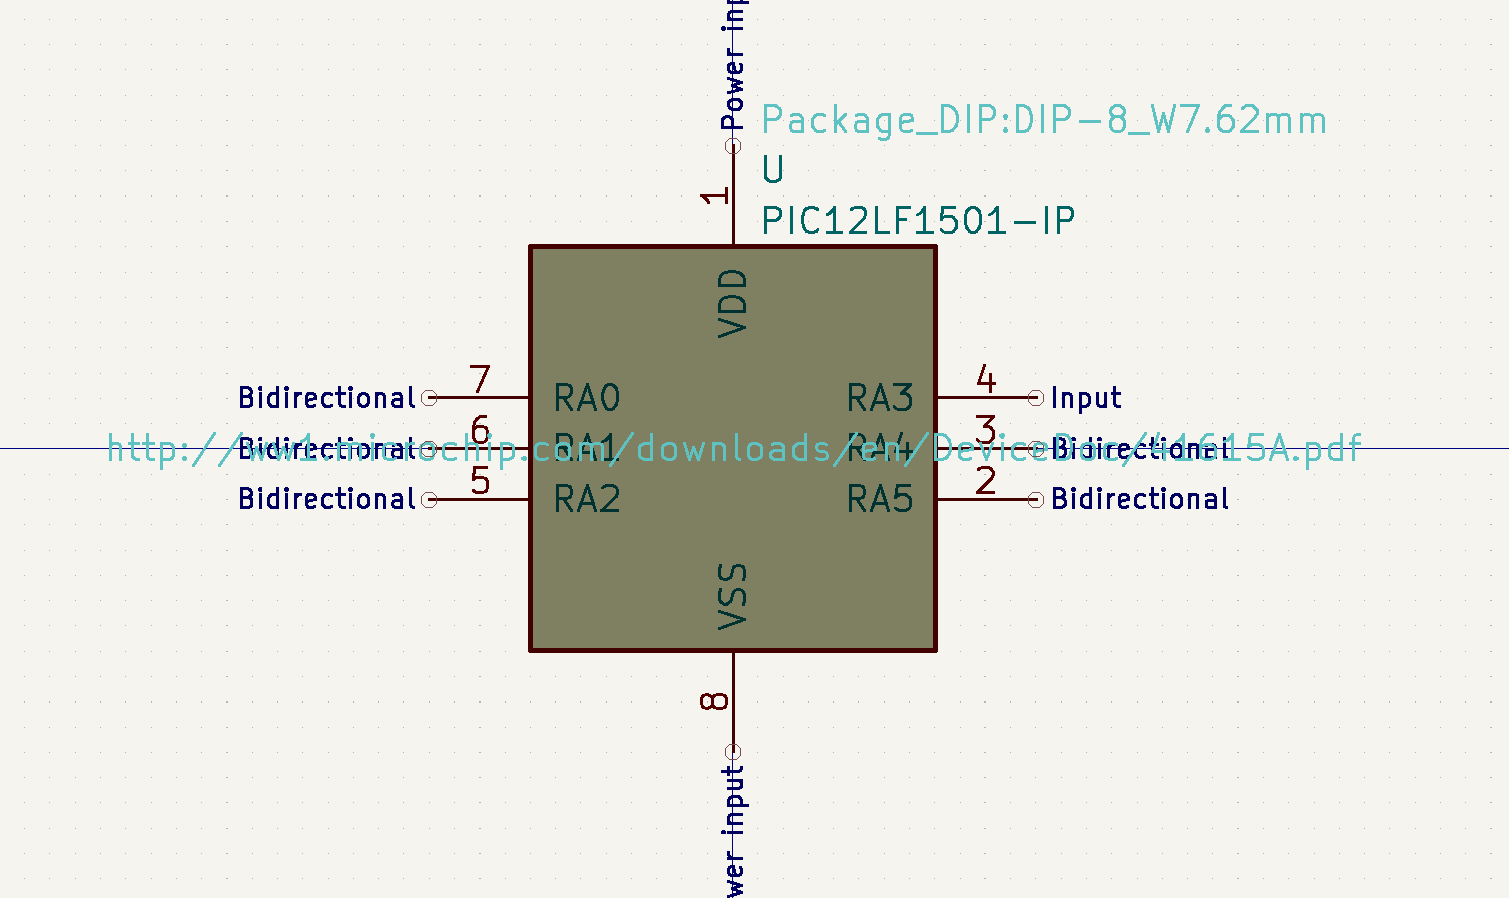 Power inp
Package_DIP:DIP-8_W7.62mm
U
1
PIC12LF1501-IP
VDD
Bidirectional 7 RA0 RA3 4 Input
Bidirectional 6 RA1 RA4 3 Bidirectional
http://ww1.microchip.com/downloads/en/DeviceDoc/41615A.pdf
Bidirectional 5 RA2 RA5 2 Bidirectional
VSS
8
wer input